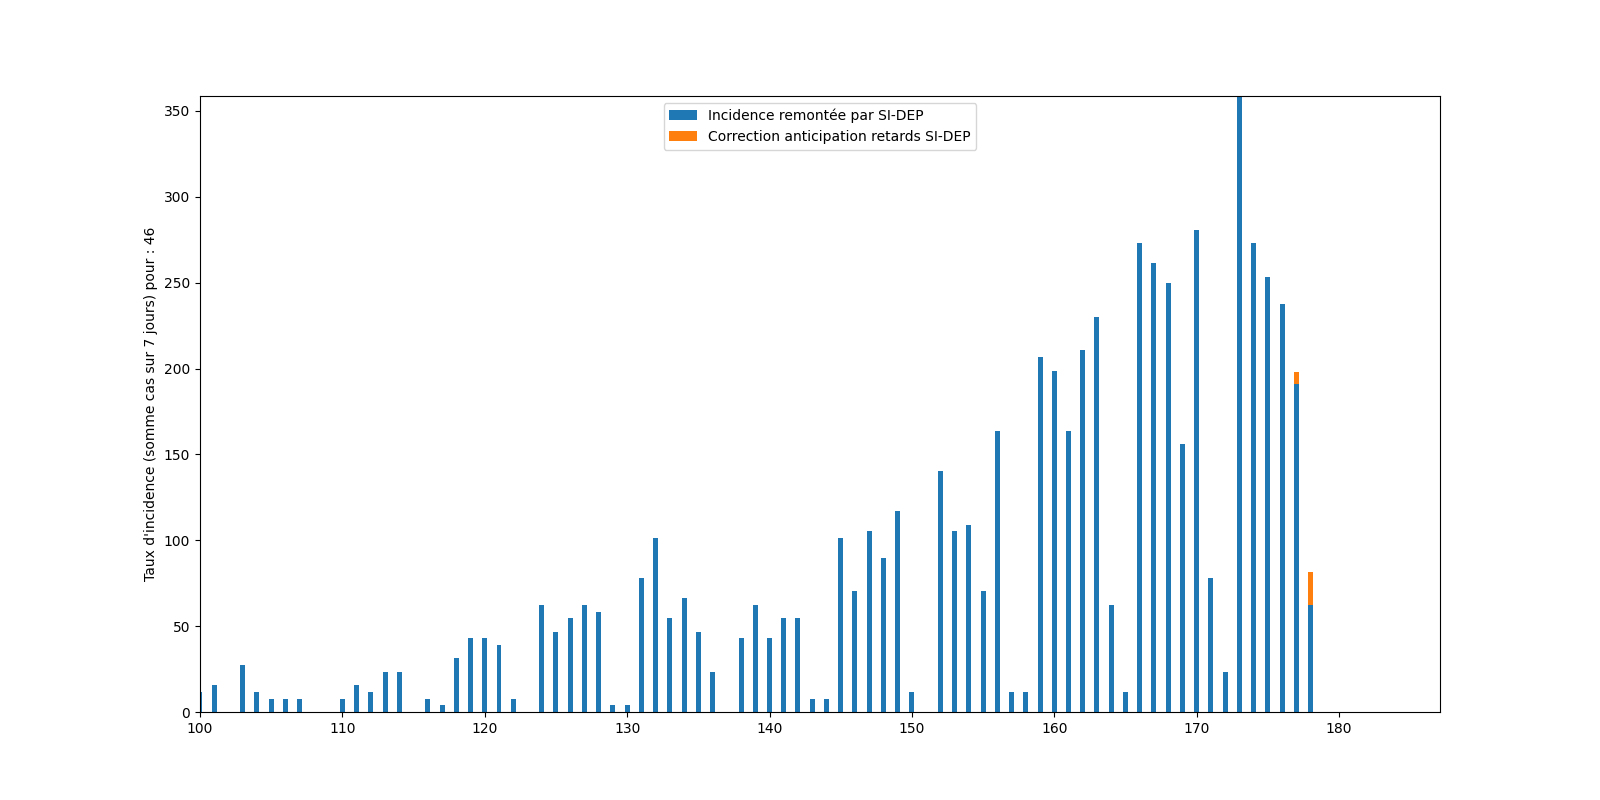 Incidence remontée par SI-DEP
Correction anticipation retards SI-DEP
Taux d'incidence (somme cas sur 7 jours) pour : 46
350
300
250
200
150
100
50
0
100 110 120 130 140 150 160 170 180